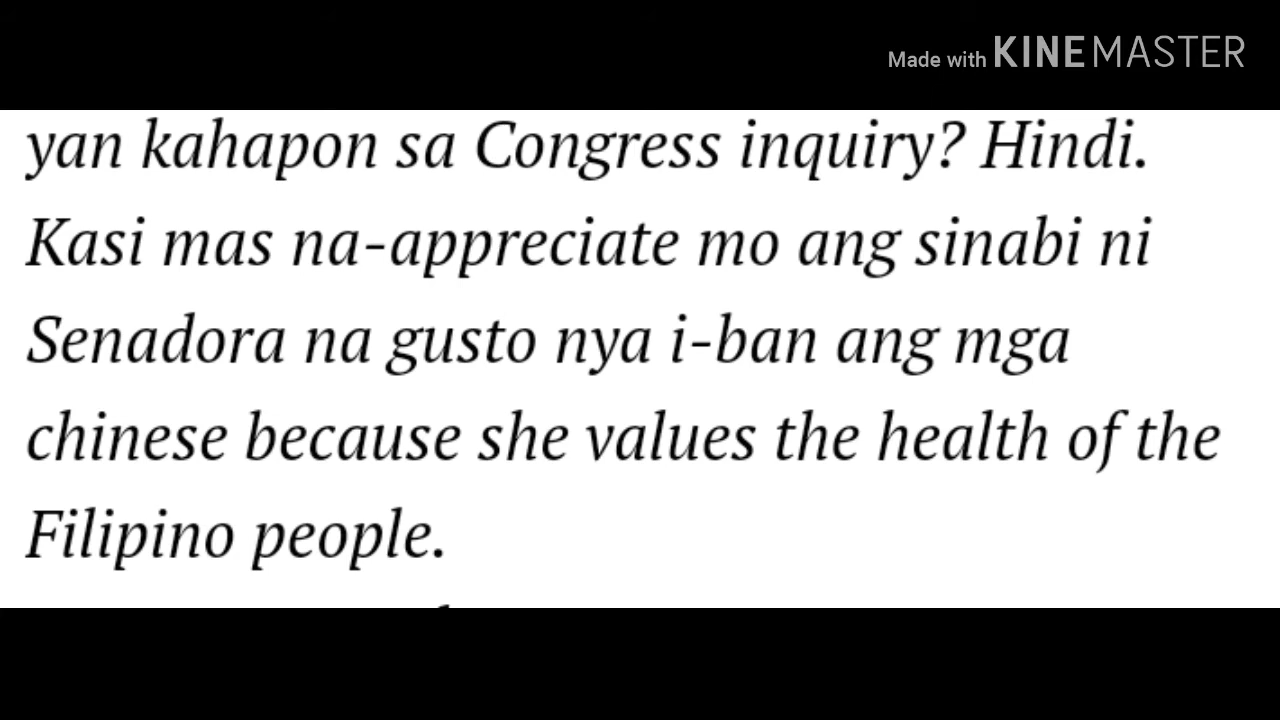 Made with KINEMASTER
yan kahapon sa Congress inquiry? Hindi.
Kasi mas na-appreciate mo ang sinabi ni
Senadora na gusto nya i-ban ang mga
chinese because she values the health of the
Filipino people.